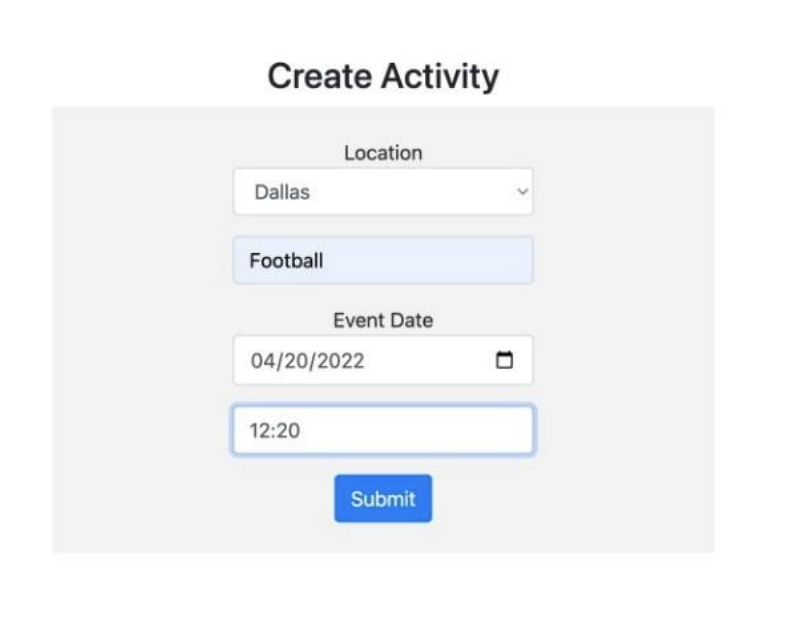 Create Activity
Location
Dallas
Football
Event Date
04/20/2022
12:20
Submit